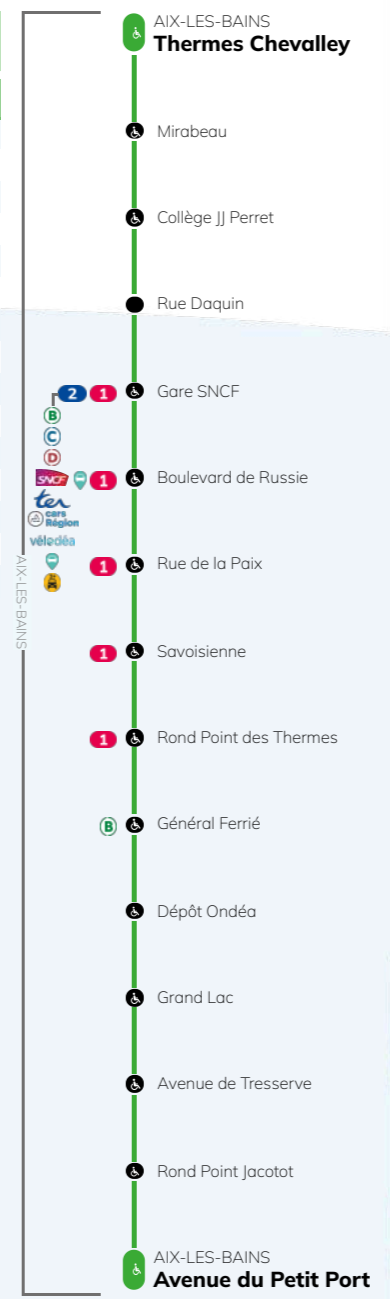 AIX-LES-BAINS
Thermes Chevalley
Mirabeau
Collège JJ Perret
Rue Daquin
2 1 Gare SNCF
B
C
D
SNCF 1 Boulevard de Russie
ter
cars Région
vélodéa
1 Rue de la Paix
AIX-LES-BAINS
1 Savoisienne
1 Rond Point des Thermes
B Général Ferrié
Dépôt Ondéa
Grand Lac
Avenue de Tresserve
Rond Point Jacotot
AIX-LES-BAINS
Avenue du Petit Port